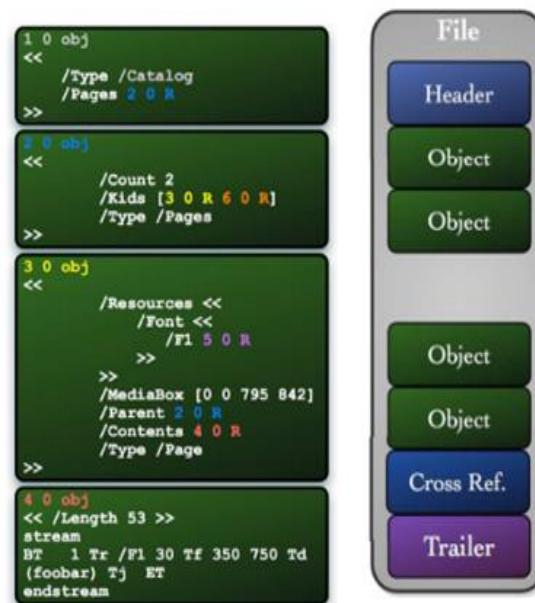 1 0 obj
<<
/Type /Catalog
/Pages 2 0 R
>>
2 0 obj
<<
/Count 2
/Kids [3 0 R 6 0 R]
/Type /Pages
>>
3 0 obj
<<
/Resources <<
/Font <<
/F1 5 0 R
>>
>>
/MediaBox [0 0 795 842]
/Parent 2 0 R
/Contents 4 0 R
/Type /Page
>>
4 0 obj
<< /Length 53 >>
stream
BT 1 Tr /F1 30 Tf 350 750 Td
(foobar) Tj ET
endstream
File
Header
Object
Object
Object
Object
Cross Ref.
Trailer